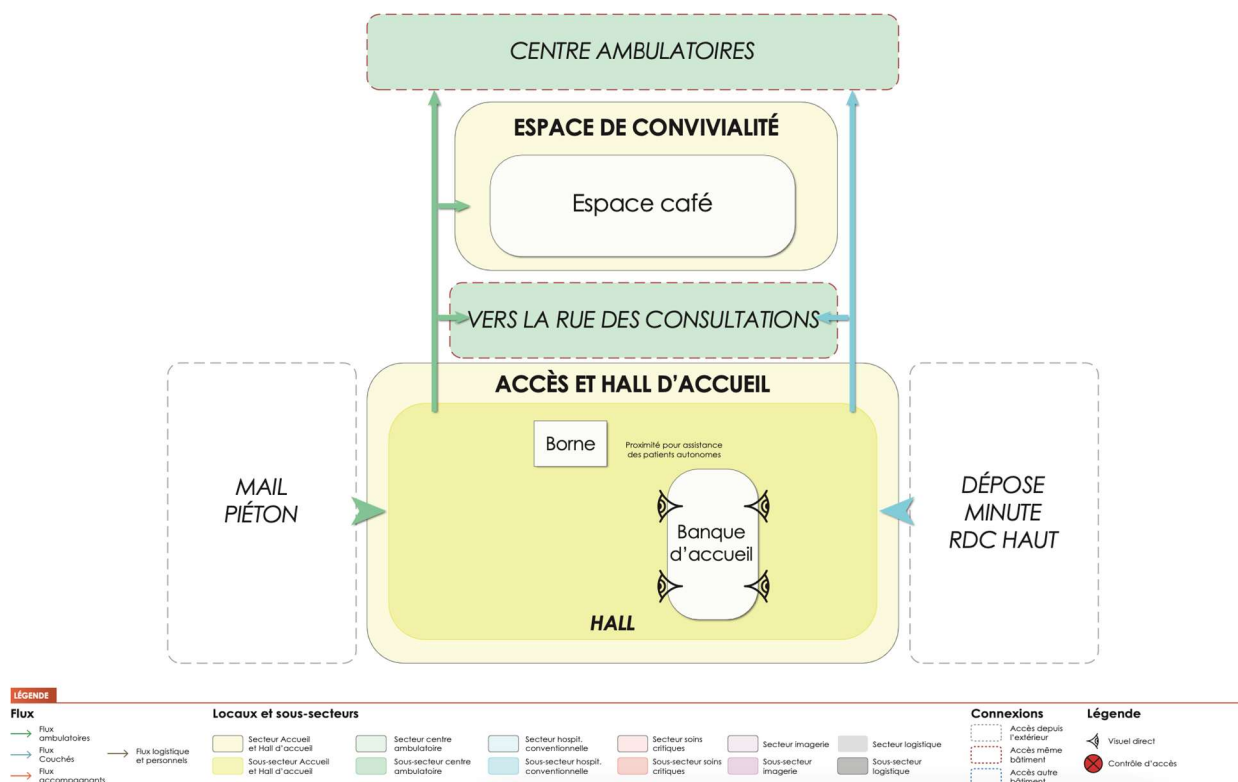 CENTRE AMBULATOIRES
ESPACE DE CONVIVIALITÉ
Espace café
VERS LA RUE DES CONSULTATIONS
ACCÈS ET HALL D'ACCUEIL
Borne
Proximité pour assistance
des patients autonomes
MAIL
PIÉTON
Banque
d'accueil
DÉPOSE
MINUTE
RDC HAUT
HALL
LÉGENDE
Flux
Flux
ambulatoires
Flux
Couchés
Flux
accompagnants
Flux logistique
et personnels
Locaux et sous-secteurs
Secteur Accueil
et Hall d'accueil
Sous-secteur Accueil
et Hall d'accueil
Secteur centre
ambulatoire
Sous-secteur centre
ambulatoire
Secteur hospit.
conventionnelle
Sous-secteur hospit.
conventionnelle
Secteur soins
critiques
Sous-secteur soins
critiques
Secteur imagerie
Sous-secteur
imagerie
Secteur logistique
Sous-secteur
logistique
Connexions
Accès depuis
l'extérieur
Accès même
bâtiment
Accès autre
bâtiment
Légende
Visuel direct
Contrôle d'accès